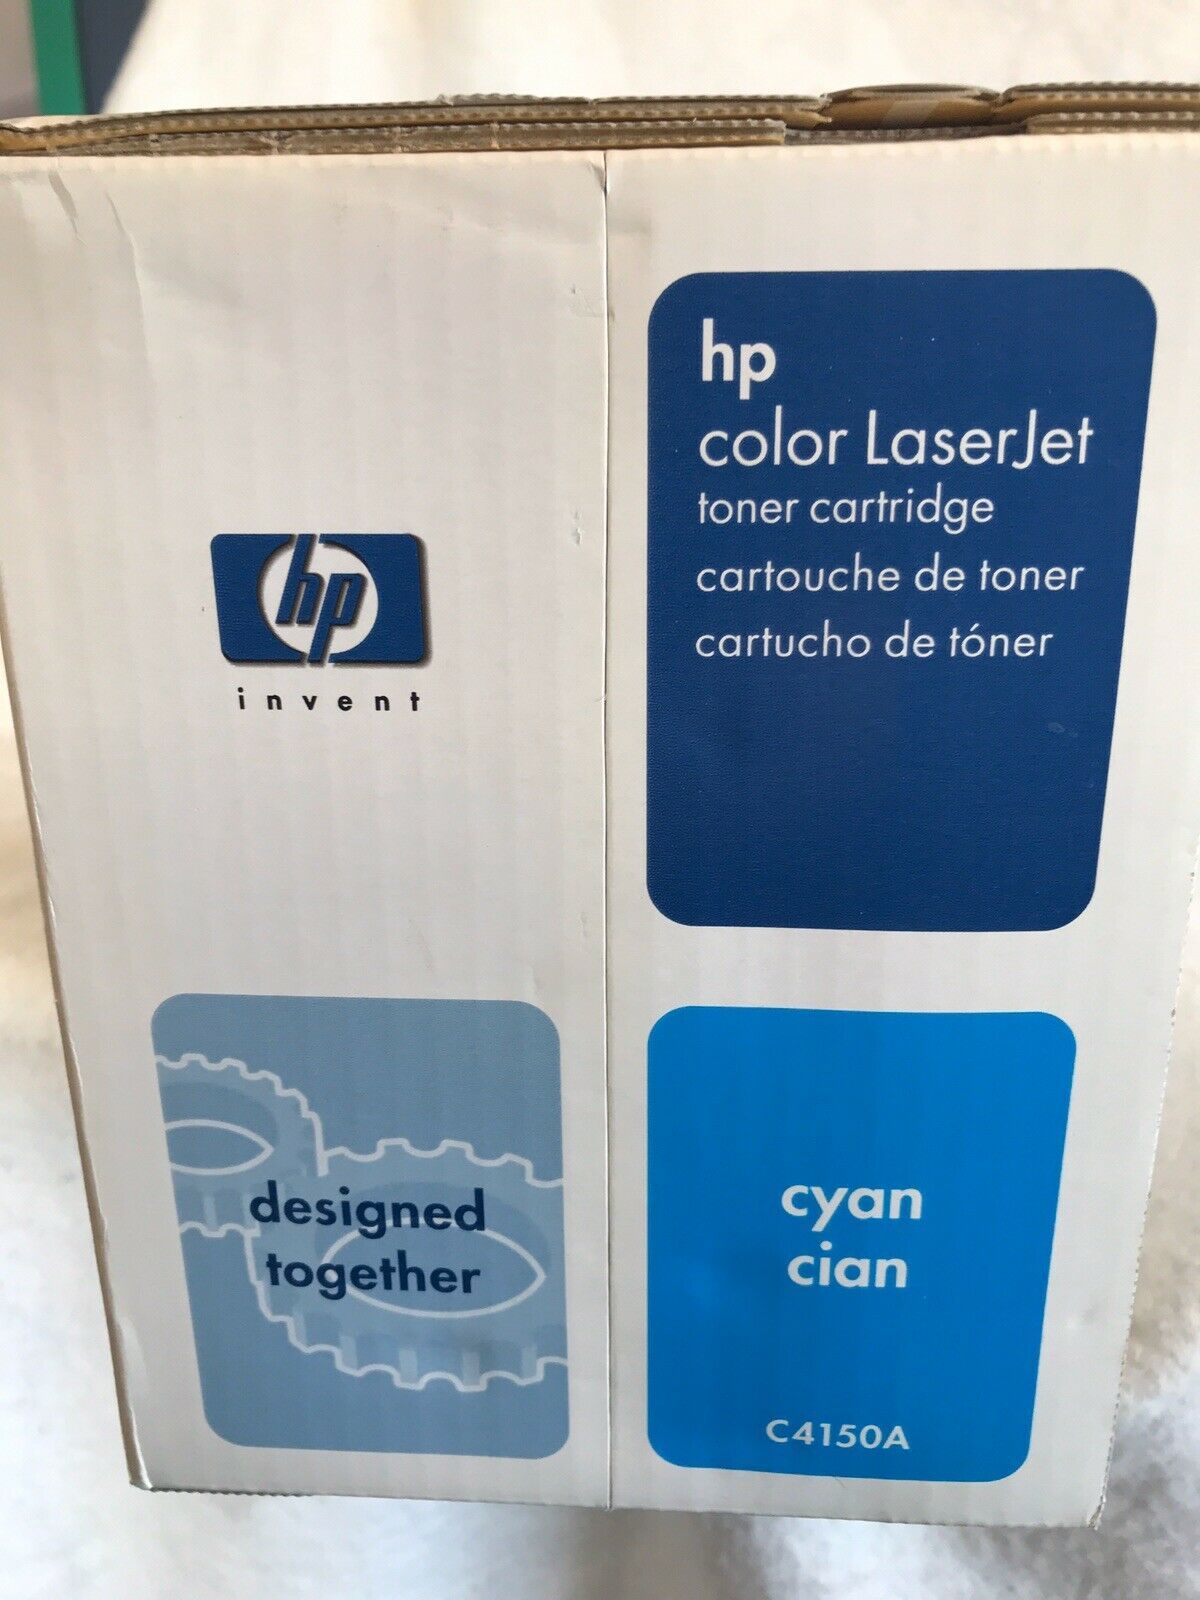 hp
invent
designed
together
hp
color LaserJet
toner cartridge
cartouche de toner
cartucho de tóner
cyan
cian
C4150A